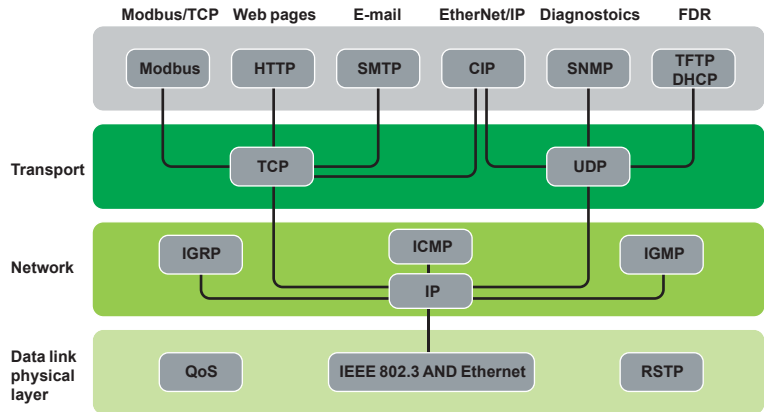 Modbus/TCP Web pages E-mail EtherNet/IP Diagnostoics FDR
Modbus HTTP SMTP CIP SNMP TFTP
DHCP
Transport TCP UDP
Network IGRP ICMP IGMP
IP
Data link
physical
layer
QoS IEEE 802.3 AND Ethernet RSTP